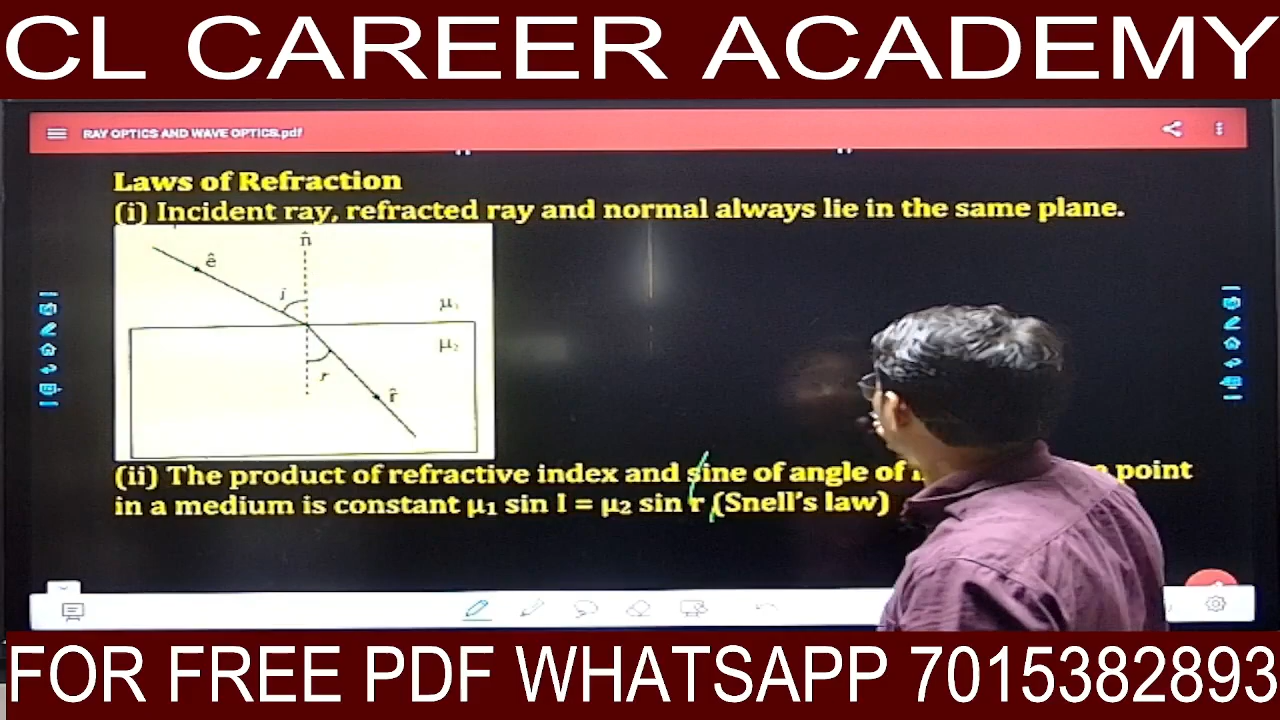 CL CAREER ACADEMY
RAY OPTICS AND WAVE OPTICS.pdf
Laws of Refraction
(i) Incident ray, refracted ray and normal always lie in the same plane.
n̂
ê
i
μ₁
μ₂
r
r̂
(ii) The product of refractive index and sine of angle of point
in a medium is constant μ₁ sin I = μ₂ sin r (Snell's law)
FOR FREE PDF WHATSAPP 7015382893